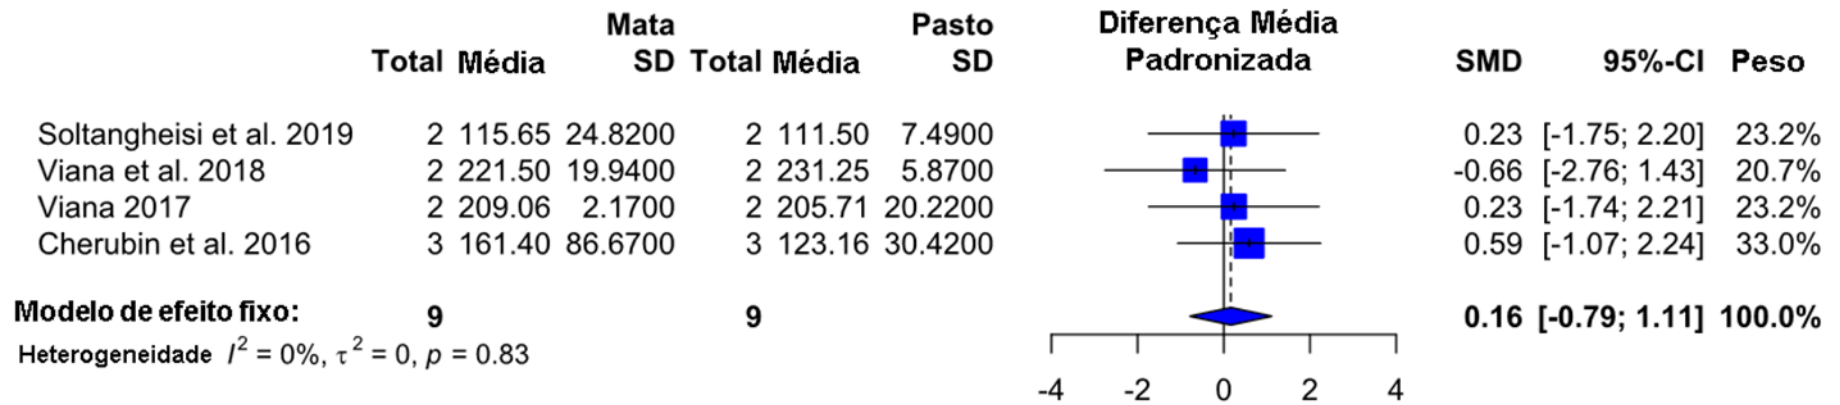 Mata Pasto Diferença Média
Total Média SD Total Média SD Padronizada SMD 95%-CI Peso
Soltangheisi et al. 2019 2 115.65 24.8200 2 111.50 7.4900 0.23 [-1.75; 2.20] 23.2%
Viana et al. 2018 2 221.50 19.9400 2 231.25 5.8700 -0.66 [-2.76; 1.43] 20.7%
Viana 2017 2 209.06 2.1700 2 205.71 20.2200 0.23 [-1.74; 2.21] 23.2%
Cherubin et al. 2016 3 161.40 86.6700 3 123.16 30.4200 0.59 [-1.07; 2.24] 33.0%
Modelo de efeito fixo: 9 9 0.16 [-0.79; 1.11] 100.0%
Heterogeneidade I² = 0%, τ² = 0, p = 0.83
-4 -2 0 2 4